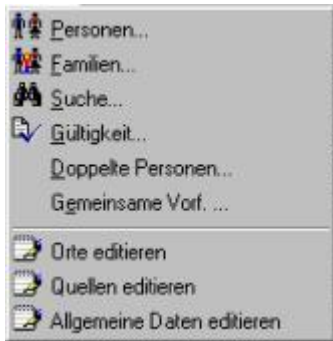 Personen...
Familien...
Suche...
Gültigkeit...
Doppelte Personen...
Gemeinsame Vorf. ...
Orte editieren
Quellen editieren
Allgemeine Daten editieren